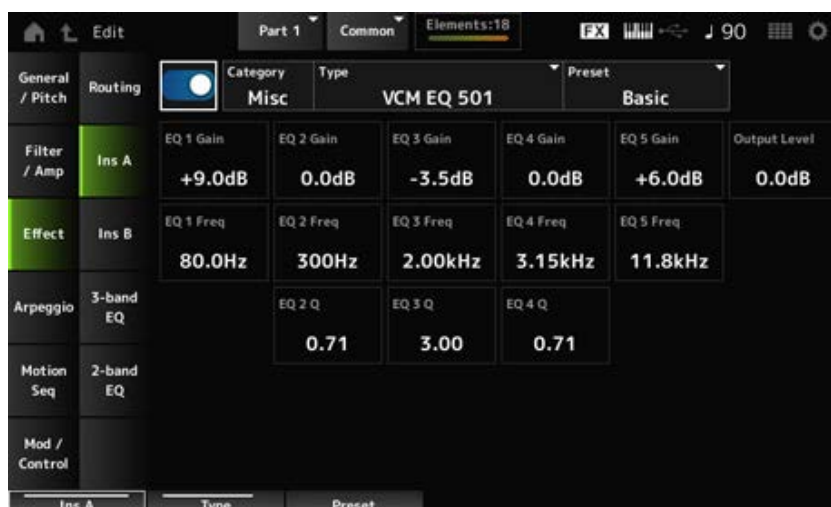 Edit
Part 1
Common
Elements:18
FX
90
General / Pitch
Routing
Category
Misc
Type
VCM EQ 501
Preset
Basic
Filter / Amp
Ins A
EQ 1 Gain
+9.0dB
EQ 2 Gain
0.0dB
EQ 3 Gain
-3.5dB
EQ 4 Gain
0.0dB
EQ 5 Gain
+6.0dB
Output Level
0.0dB
Effect
Ins B
EQ 1 Freq
80.0Hz
EQ 2 Freq
300Hz
EQ 3 Freq
2.00kHz
EQ 4 Freq
3.15kHz
EQ 5 Freq
11.8kHz
Arpeggio
3-band EQ
EQ 2 Q
0.71
EQ 3 Q
3.00
EQ 4 Q
0.71
Motion Seq
2-band EQ
Mod / Control
Ins A
Type
Preset